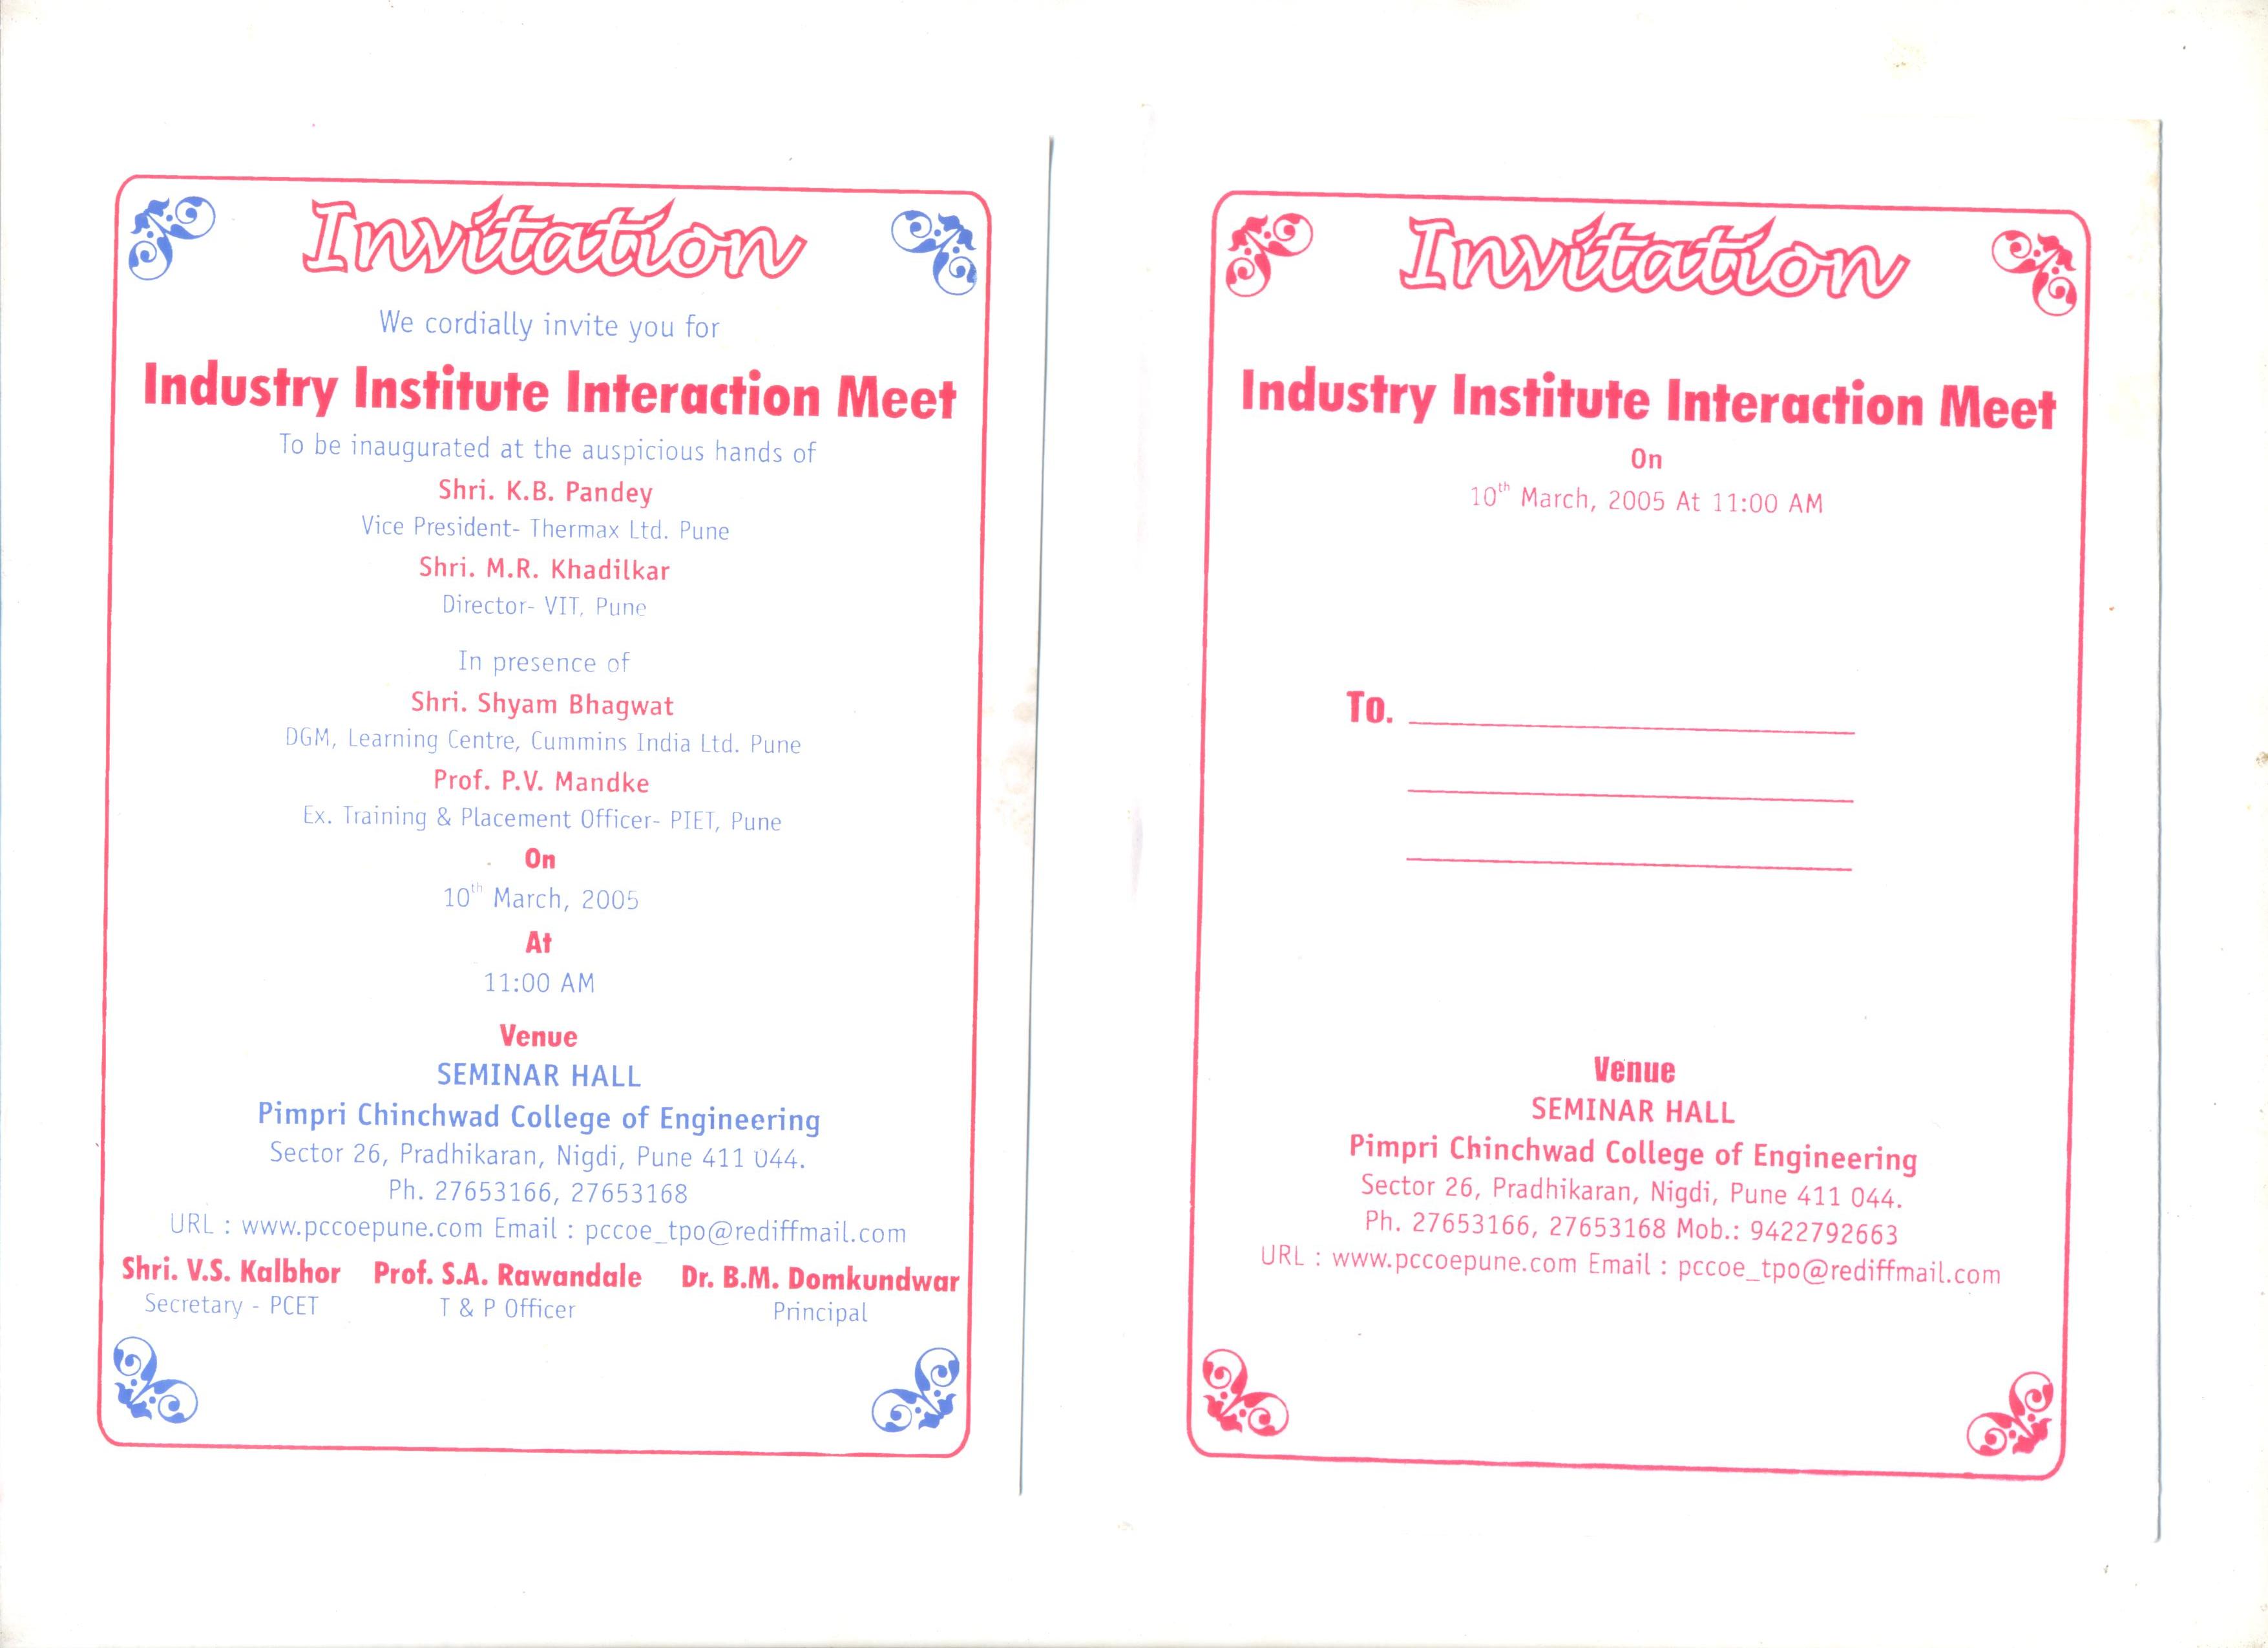 Invitation
We cordially invite you for
Industry Institute Interaction Meet
To be inaugurated at the auspicious hands of
Shri. K.B. Pandey
Vice President- Thermax Ltd. Pune
Shri. M.R. Khadilkar
Director- VIT, Pune
In presence of
Shri. Shyam Bhagwat
DGM, Learning Centre, Cummins India Ltd. Pune
Prof. P.V. Mandke
Ex. Training & Placement Officer- PIET, Pune
On
10th March, 2005
At
11:00 AM
Venue
SEMINAR HALL
Pimpri Chinchwad College of Engineering
Sector 26, Pradhikaran, Nigdi, Pune 411 044.
Ph. 27653166, 27653168
URL : www.pccoepune.com Email : pccoe_tpo@rediffmail.com
Shri. V.S. Kalbhor Prof. S.A. Rawandale Dr. B.M. Domkundwar
Secretary - PCET T & P Officer Principal
Invitation
Industry Institute Interaction Meet
On
10th March, 2005 At 11:00 AM
To.
Venue
SEMINAR HALL
Pimpri Chinchwad College of Engineering
Sector 26, Pradhikaran, Nigdi, Pune 411 044.
Ph. 27653166, 27653168 Mob.: 9422792663
URL : www.pccoepune.com Email : pccoe_tpo@rediffmail.com